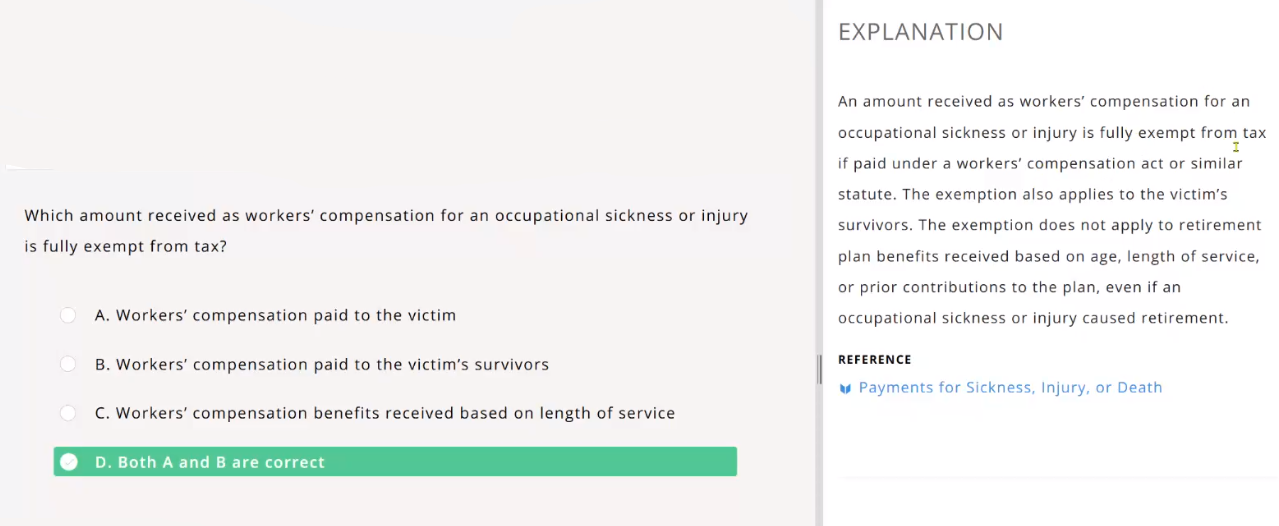 Which amount received as workers’ compensation for an occupational sickness or injury
is fully exempt from tax?
A. Workers’ compensation paid to the victim
B. Workers’ compensation paid to the victim’s survivors
C. Workers’ compensation benefits received based on length of service
D. Both A and B are correct
EXPLANATION
An amount received as workers’ compensation for an
occupational sickness or injury is fully exempt from tax
if paid under a workers’ compensation act or similar
statute. The exemption also applies to the victim’s
survivors. The exemption does not apply to retirement
plan benefits received based on age, length of service,
or prior contributions to the plan, even if an
occupational sickness or injury caused retirement.
REFERENCE
Payments for Sickness, Injury, or Death